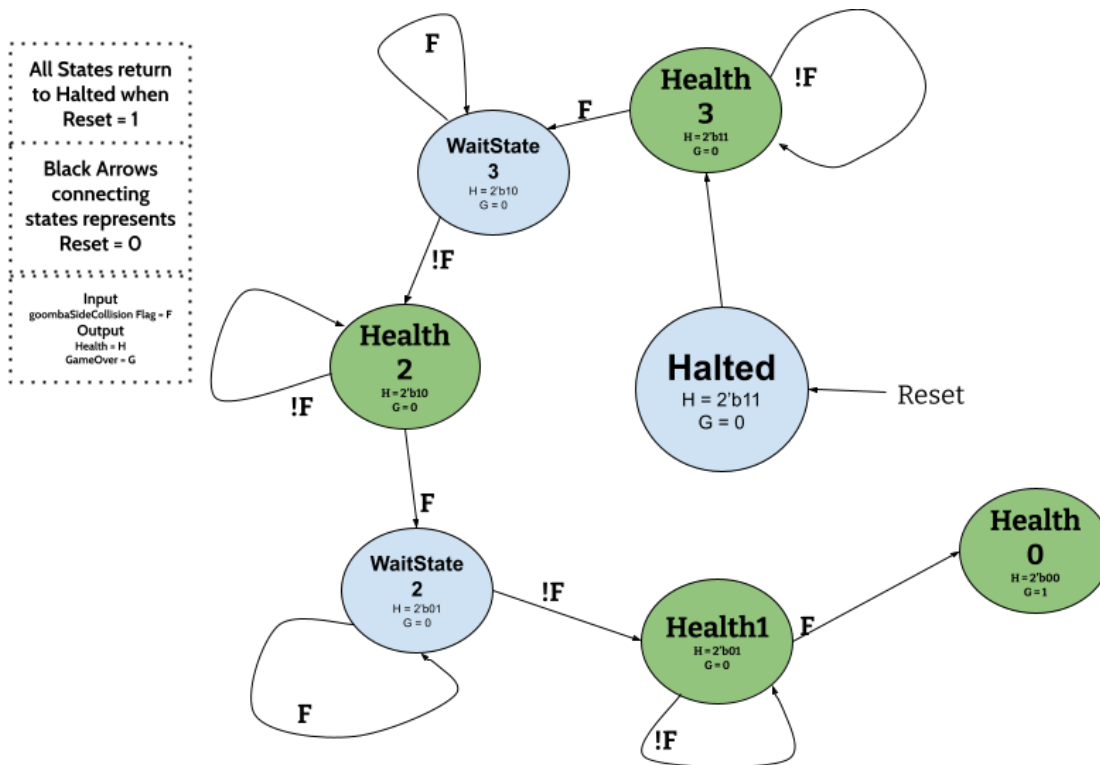 All States return
to Halted when
Reset = 1
Black Arrows
connecting
states represents
Reset = 0
Input
goombaSideCollision Flag = F
Output
Health = H
GameOver = G
F
WaitState
3
H = 2'b10
G = 0
F
Health
3
H = 2'b11
G = 0
!F
!F
Health
2
H = 2'b10
G = 0
!F
Halted
H = 2'b11
G = 0
Reset
F
WaitState
2
H = 2'b01
G = 0
F
!F
Health1
H = 2'b01
G = 0
!F
F
Health
0
H = 2'b00
G = 1